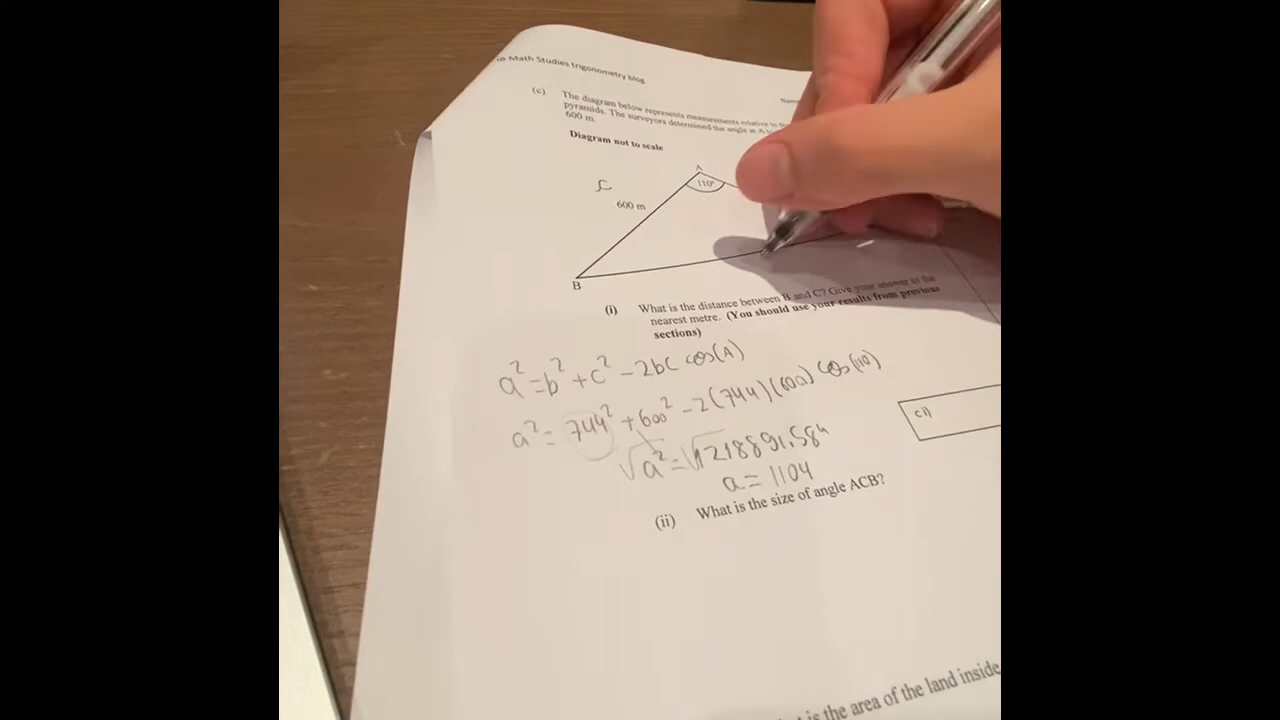 Math Studies trigonometry blog
Name
(c) The diagram below represents measurements relative to the
pyramids. The surveyors determined the angle at A
600 m.
Diagram not to scale
A
110°
C
600 m
B
(i) What is the distance between B and C? Give your answer to the
nearest metre. (You should use your results from previous
sections)
a² = b² + c² - 2bc cos(A)
a² = 744² + 600² - 2(744)(600) cos(110)
√a² = √1218891.584
a = 1104
c i)
(ii) What is the size of angle ACB?
is the area of the land inside